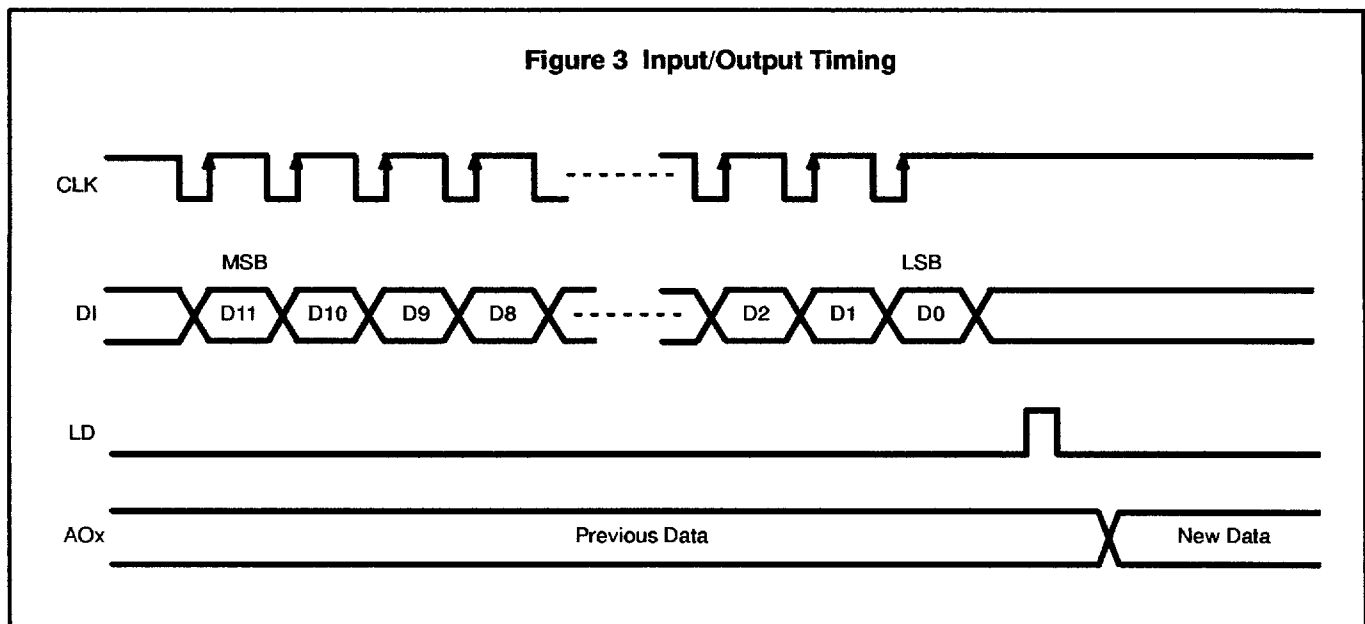 Figure 3 Input/Output Timing
CLK
MSB LSB
DI D11 D10 D9 D8 D2 D1 D0
LD
AOx Previous Data New Data